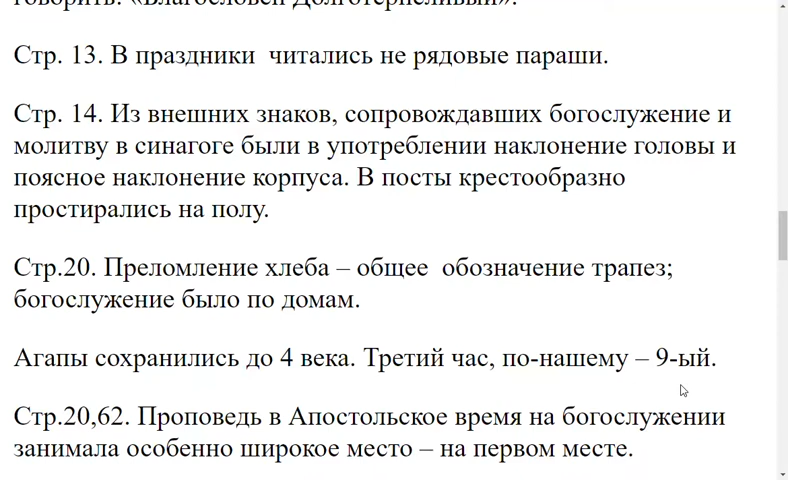 говорить: «Благословен Долготерпеливый».
Стр. 13. В праздники  читались не рядовые параши.
Стр. 14. Из внешних знаков, сопровождавших богослужение и
молитву в синагоге были в употреблении наклонение головы и
поясное наклонение корпуса. В посты крестообразно
простирались на полу.
Стр.20. Преломление хлеба – общее  обозначение трапез;
богослужение было по домам.
Агапы сохранились до 4 века. Третий час, по-нашему – 9-ый.
Стр.20,62. Проповедь в Апостольское время на богослужении
занимала особенно широкое место – на первом месте.